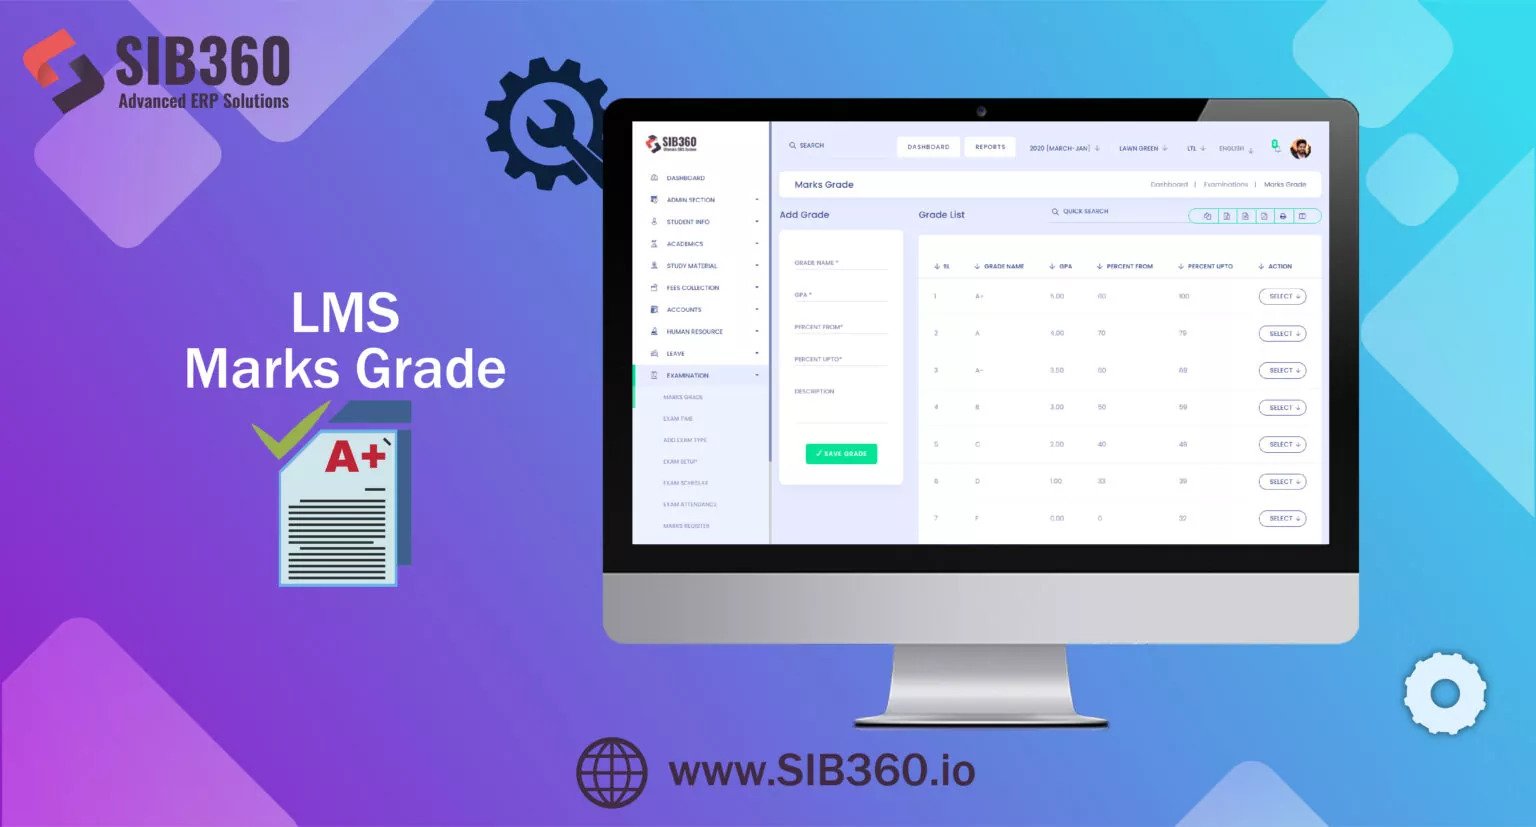 SIB360
Advanced ERP Solutions
LMS
Marks Grade
A+
SIB360
SEARCH
DASHBOARD
REPORTS
2020 [MARCH-JAN]
LAWN GREEN
LTL
ENGLISH
DASHBOARD
ADMIN SECTION
STUDENT INFO
ACADEMICS
STUDY MATERIAL
FEES COLLECTION
ACCOUNTS
HUMAN RESOURCE
LEAVE
EXAMINATION
MARKS GRADE
EXAM TIME
ADD EXAM TYPE
EXAM SETUP
EXAM SCHEDULE
EXAM ATTENDANCE
MARKS REGISTER
Marks Grade
Dashboard | Examinations | Marks Grade
Add Grade
GRADE NAME *
GPA *
PERCENT FROM*
PERCENT UPTO*
DESCRIPTION
✓ SAVE GRADE
Grade List
QUICK SEARCH
SL GRADE NAME GPA PERCENT FROM PERCENT UPTO ACTION
1 A+ 5.00 80 100 SELECT
2 A 4.00 70 79 SELECT
3 A- 3.50 60 69 SELECT
4 B 3.00 50 59 SELECT
5 C 2.00 40 49 SELECT
6 D 1.00 33 39 SELECT
7 F 0.00 0 32 SELECT
www.SIB360.io